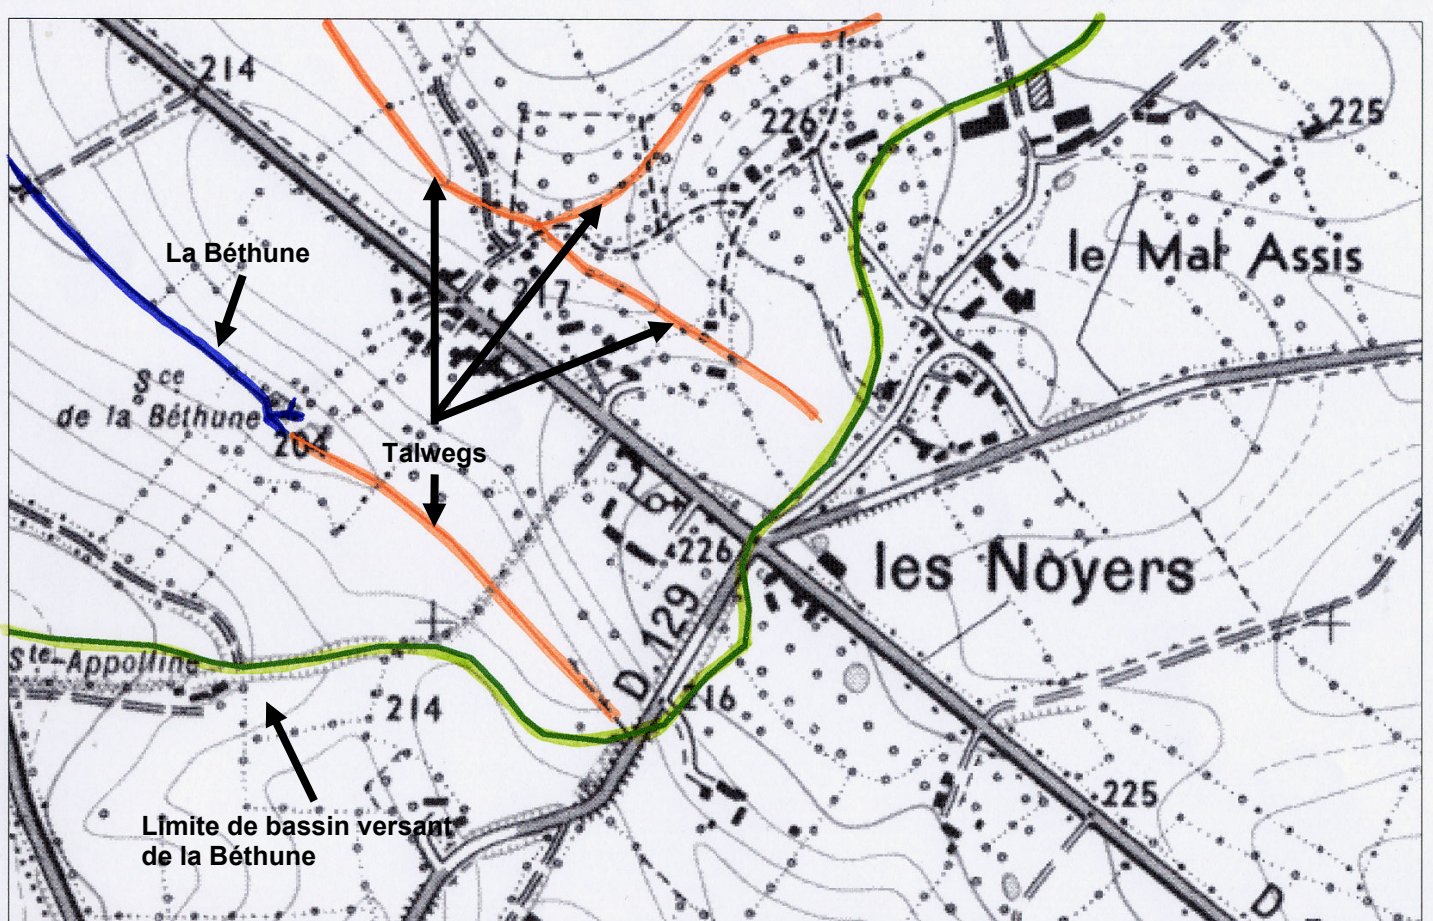 214
226
225
le Mal Assis
La Béthune
217
Sce
de la Béthune
204
Talwegs
226
les Noyers
D 129
Ste-Appolline
216
214
225
Limite de bassin versant
de la Béthune
D